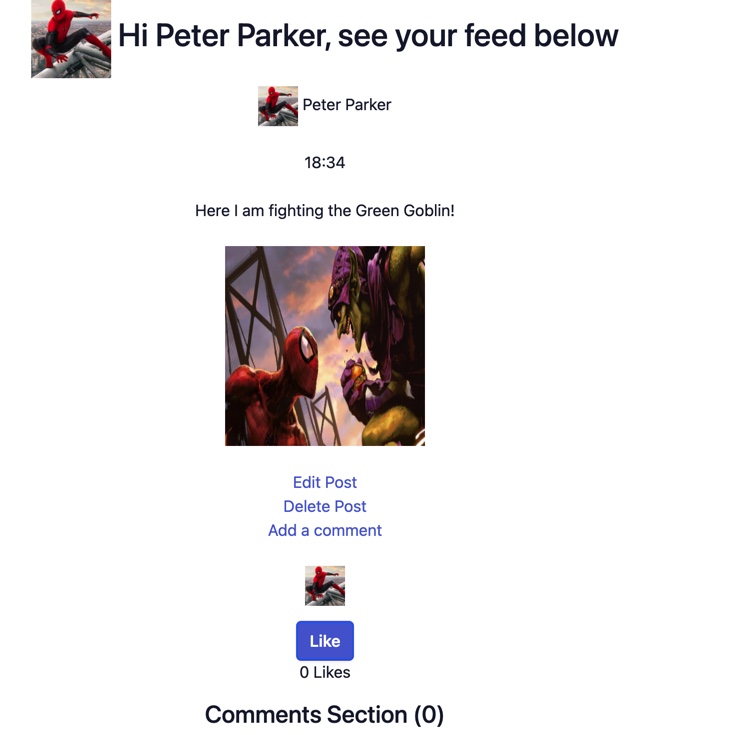 Hi Peter Parker, see your feed below
Peter Parker
18:34
Here I am fighting the Green Goblin!
Edit Post
Delete Post
Add a comment
Like
0 Likes
Comments Section (0)